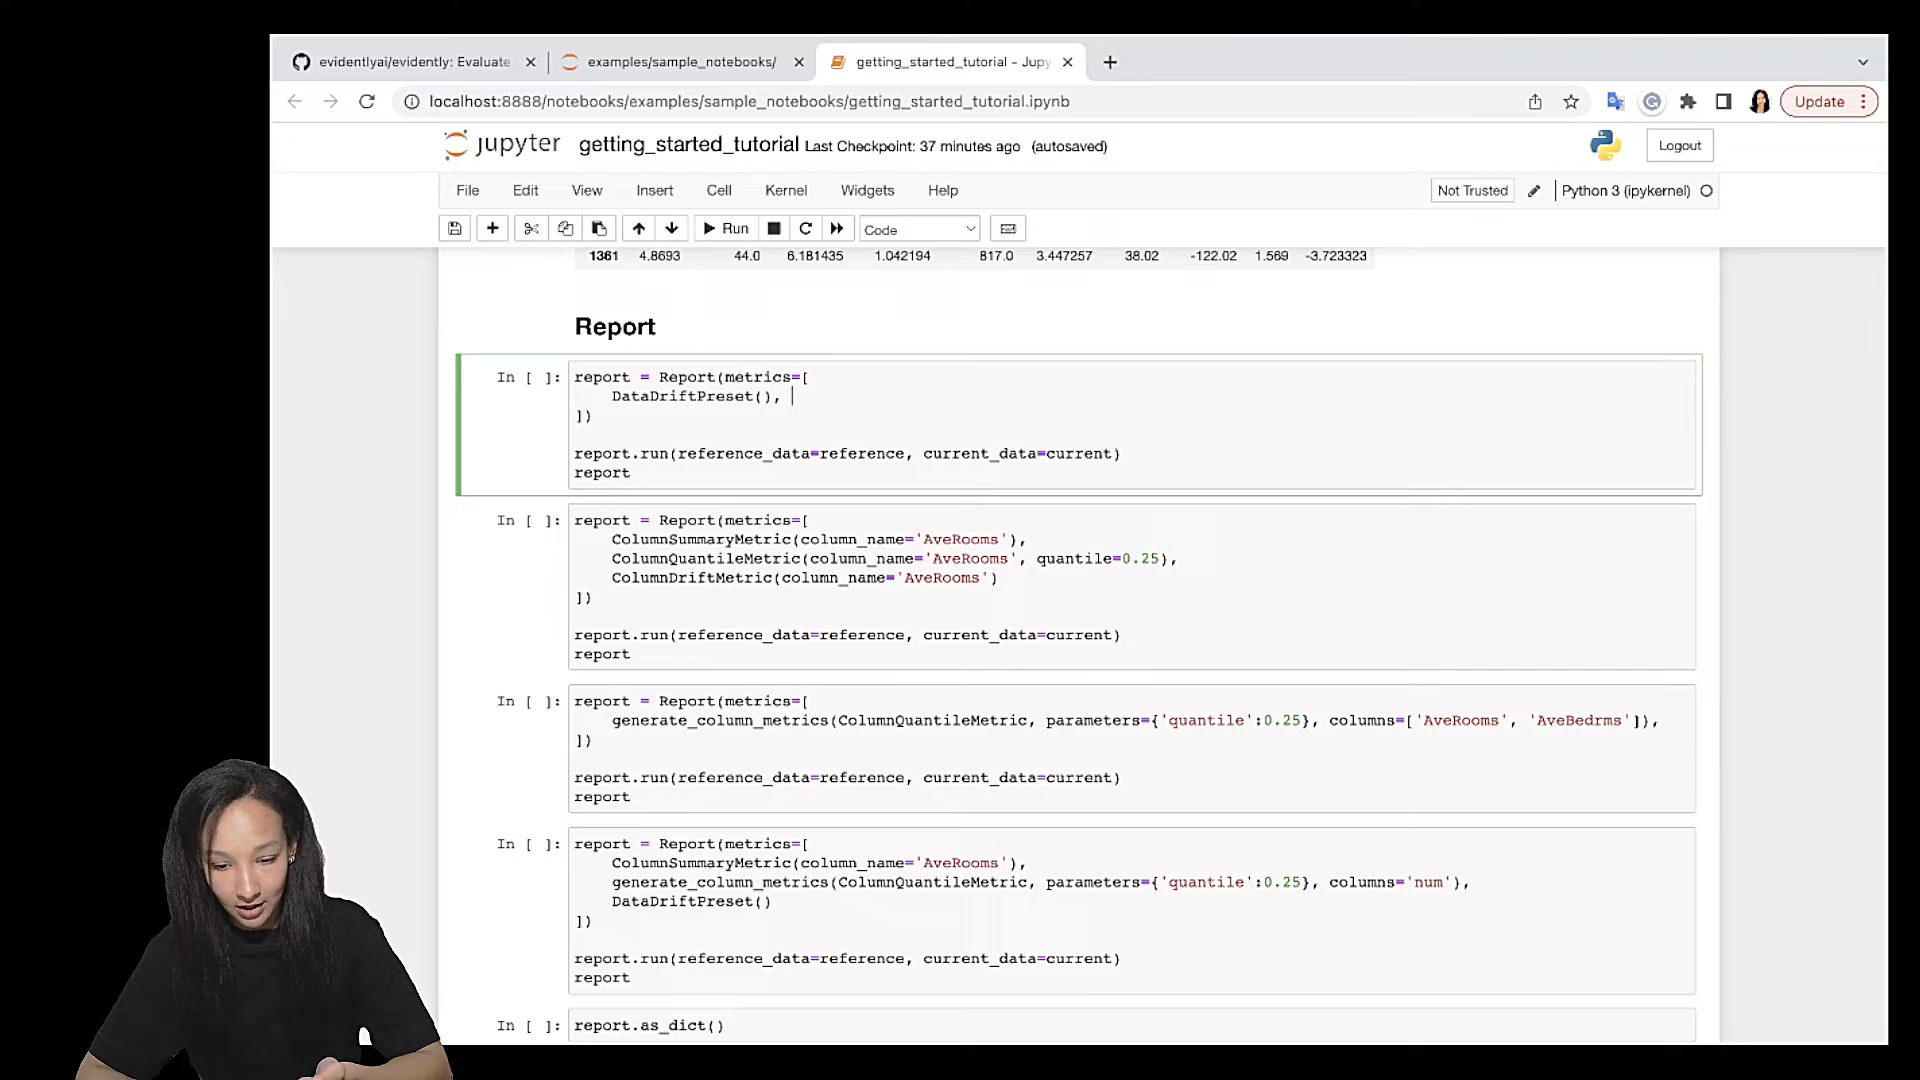 evidentlyai/evidently: Evaluate
examples/sample_notebooks/
getting_started_tutorial - Jupy
localhost:8888/notebooks/examples/sample_notebooks/getting_started_tutorial.ipynb
Update
jupyter getting_started_tutorial Last Checkpoint: 37 minutes ago (autosaved)
Logout
File Edit View Insert Cell Kernel Widgets Help
Not Trusted
Python 3 (ipykernel)
Run
Code
1361 4.8693 44.0 6.181435 1.042194 817.0 3.447257 38.02 -122.02 1.569 -3.723323
Report
In [ ]: report = Report(metrics=[
DataDriftPreset(),
])
report.run(reference_data=reference, current_data=current)
report
In [ ]: report = Report(metrics=[
ColumnSummaryMetric(column_name='AveRooms'),
ColumnQuantileMetric(column_name='AveRooms', quantile=0.25),
ColumnDriftMetric(column_name='AveRooms')
])
report.run(reference_data=reference, current_data=current)
report
In [ ]: report = Report(metrics=[
generate_column_metrics(ColumnQuantileMetric, parameters={'quantile':0.25}, columns=['AveRooms', 'AveBedrms']),
])
report.run(reference_data=reference, current_data=current)
report
In [ ]: report = Report(metrics=[
ColumnSummaryMetric(column_name='AveRooms'),
generate_column_metrics(ColumnQuantileMetric, parameters={'quantile':0.25}, columns='num'),
DataDriftPreset()
])
report.run(reference_data=reference, current_data=current)
report
In [ ]: report.as_dict()